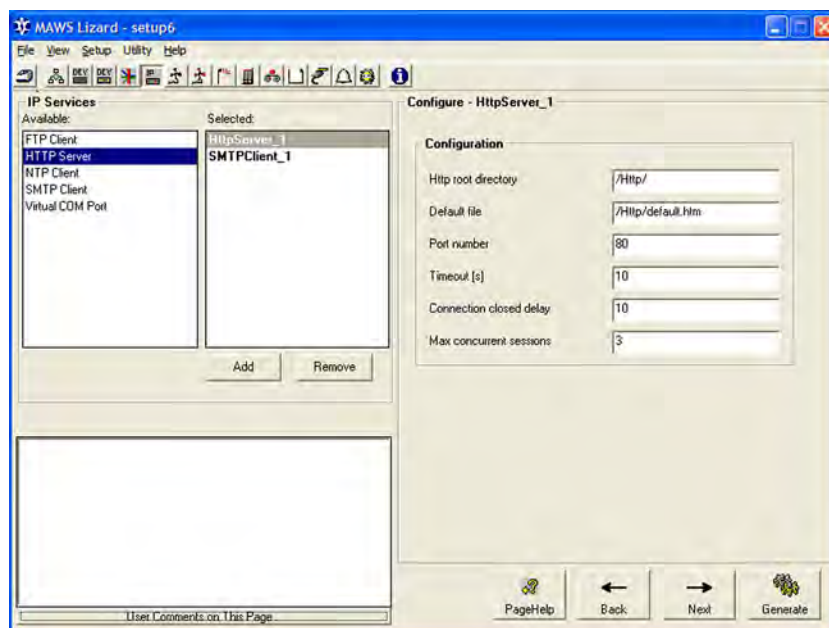 MAWS Lizard - setup6
File View Setup Utility Help
DEV DEV IP
IP Services
Available:
Selected:
FTP Client
HTTP Server
NTP Client
SMTP Client
Virtual COM Port
HttpServer_1
SMTPClient_1
Add Remove
Configure - HttpServer_1
Configuration
Http root directory /Http/
Default file /Http/default.htm
Port number 80
Timeout [s] 10
Connection closed delay 10
Max concurrent sessions 3
User Comments on This Page
PageHelp Back Next Generate